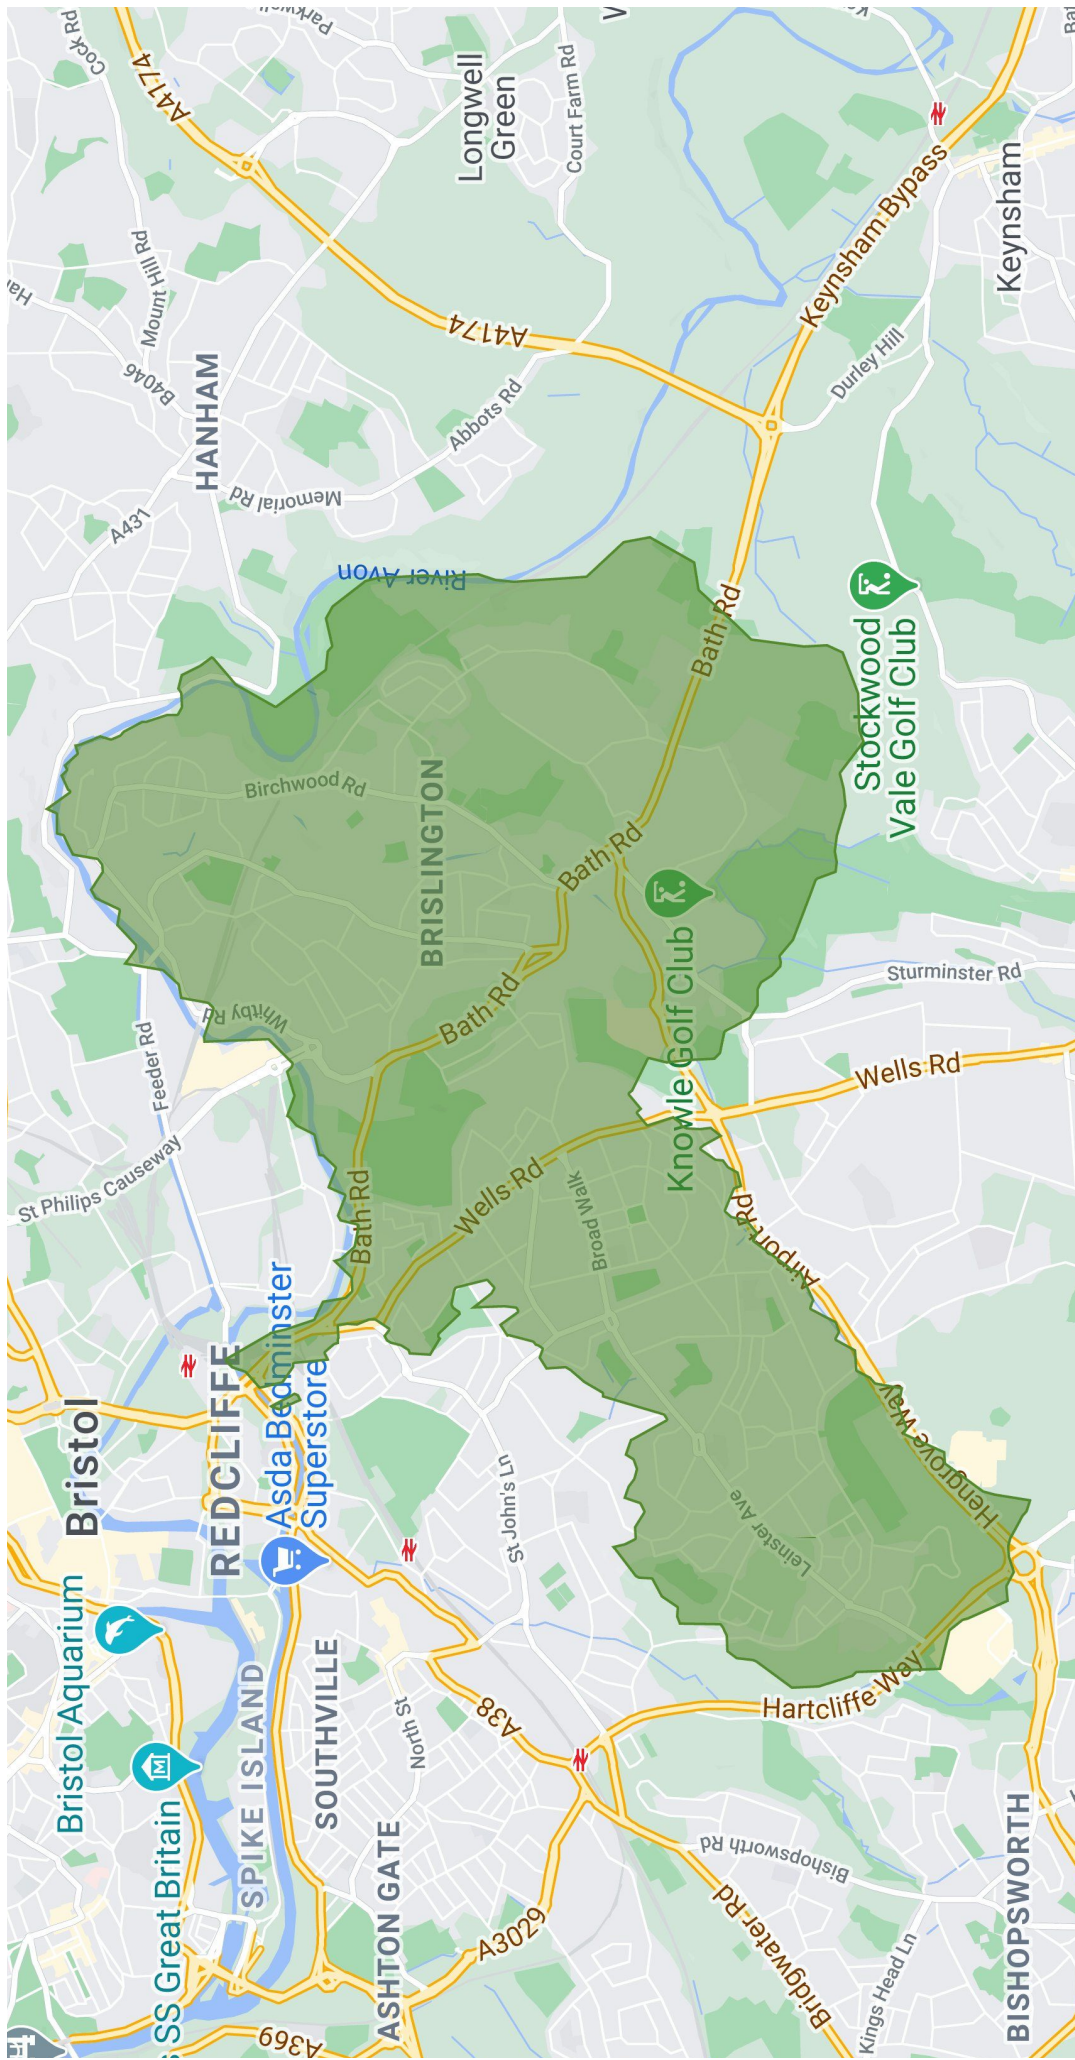 Cock Rd
Parkwall
A4174
Longwell
Green
Court Farm Rd
Mount Hill Rd
B4046
HANHAM
A4174
Abbots Rd
Memorial Rd
A431
Keynsham Bypass
Keynsham
Durley Hill
River Avon
Bath Rd
Stockwood
Vale Golf Club
Birchwood Rd
BRISLINGTON
Bath Rd
Bath Rd
Knowle Golf Club
Sturminster Rd
Whitby Rd
Feeder Rd
St Philips Causeway
Wells Rd
Wells Rd
Bath Rd
Broad Walk
Airport Rd
Bristol
REDCLIFFE
Asda Bedminster
Superstore
St John's Ln
Leinster Ave
Hengrove Way
Hartcliffe Way
Bristol Aquarium
SS Great Britain
M
SPIKE ISLAND
SOUTHVILLE
North St
A38
ASHTON GATE
A3029
A369
Bishopsworth Rd
Bridgwater Rd
Kings Head Ln
BISHOPSWORTH